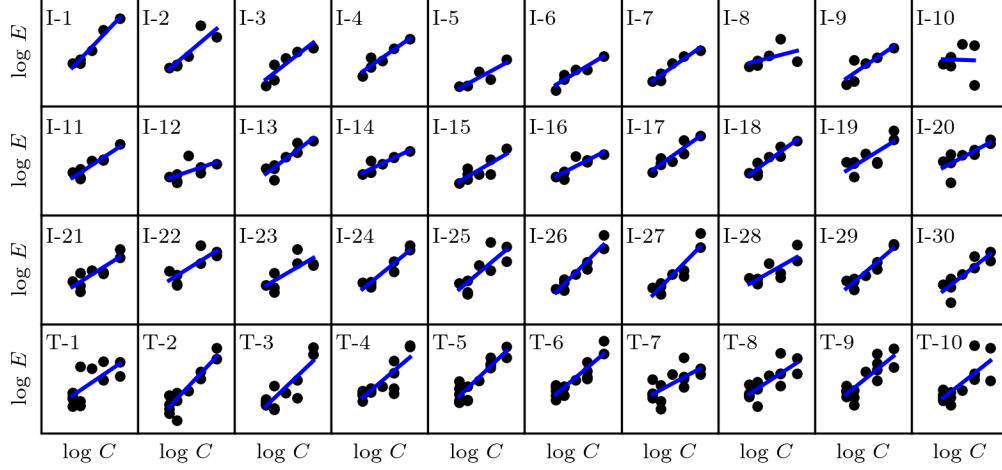 log E I-1 I-2 I-3 I-4 I-5 I-6 I-7 I-8 I-9 I-10
log E I-11 I-12 I-13 I-14 I-15 I-16 I-17 I-18 I-19 I-20
log E I-21 I-22 I-23 I-24 I-25 I-26 I-27 I-28 I-29 I-30
log E T-1 T-2 T-3 T-4 T-5 T-6 T-7 T-8 T-9 T-10
log C log C log C log C log C log C log C log C log C log C